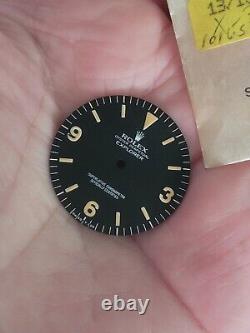 ROLEX
OYSTER PERPETUAL
EXPLORER
3
6
9
SUPERLATIVE CHRONOMETER
OFFICIALLY CERTIFIED
X
S